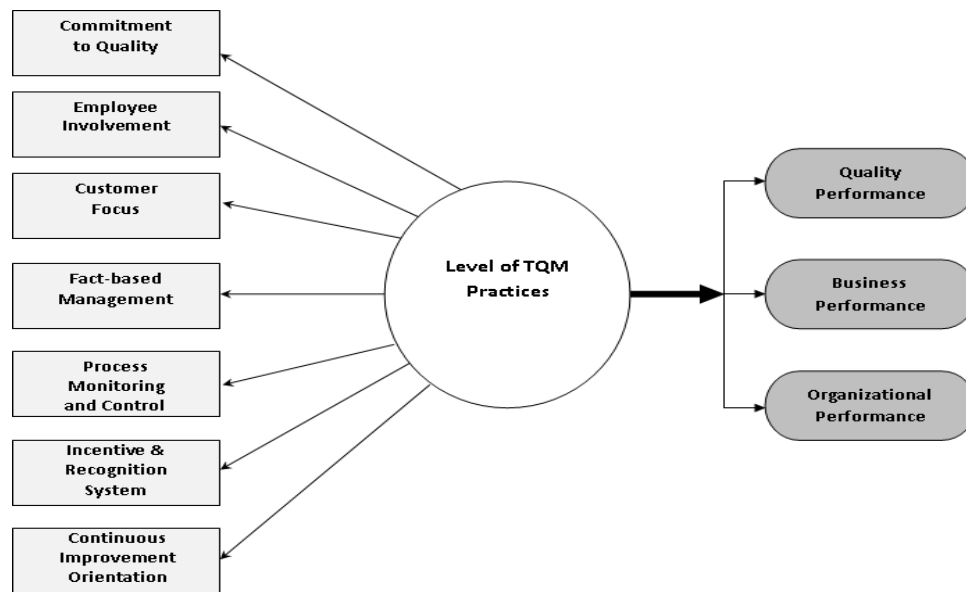 Commitment
to Quality
Employee
Involvement
Customer
Focus
Fact-based
Management
Process
Monitoring
and Control
Incentive &
Recognition
System
Continuous
Improvement
Orientation
Level of TQM
Practices
Quality
Performance
Business
Performance
Organizational
Performance